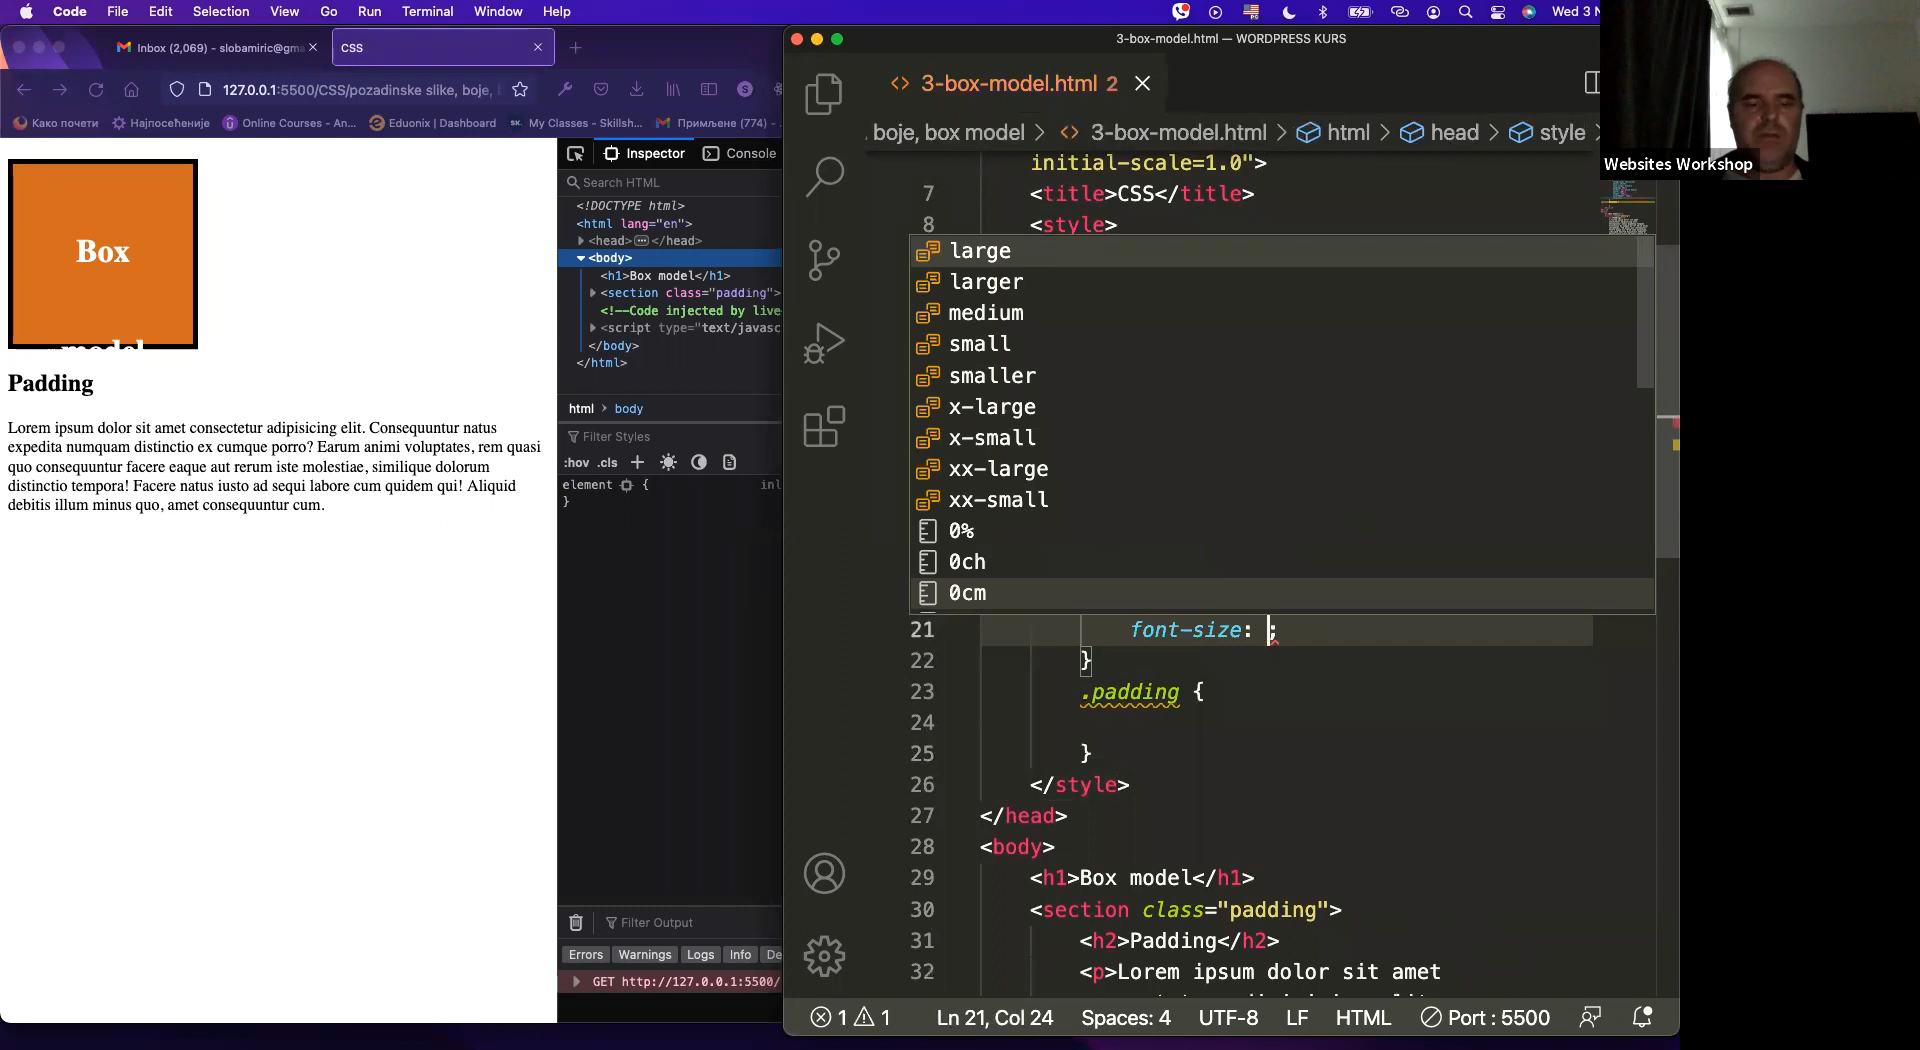 Code File Edit Selection View Go Run Terminal Window Help
Wed 3 N
Inbox (2,069) - slobamiric@gma
CSS
127.0.0.1:5500/CSS/pozadinske slike, boje,
Како почети Најпосећеније Online Courses - An... Eduonix | Dashboard My Classes - Skillsh... Примљене (774) -
Box
model
Padding
Lorem ipsum dolor sit amet consectetur adipisicing elit. Consequuntur natus
expedita numquam distinctio ex cumque porro? Earum animi voluptates, rem quasi
quo consequuntur facere eaque aut rerum iste molestiae, similique dolorum
distinctio tempora! Facere natus iusto ad sequi labore cum quidem qui! Aliquid
debitis illum minus quo, amet consequuntur cum.
Inspector Console
Search HTML
<!DOCTYPE html>
<html lang="en">
<head></head>
<body>
<h1>Box model</h1>
<section class="padding">
<!--Code injected by live
<script type="text/javasc
</body>
</html>
html > body
Filter Styles
:hov .cls +
element { inl
}
Filter Output
Errors Warnings Logs Info De
GET http://127.0.0.1:5500/
3-box-model.html — WORDPRESS KURS
3-box-model.html 2
boje, box model > 3-box-model.html > html > head > style >
initial-scale=1.0">
7 <title>CSS</title>
8 <style>
large
larger
medium
small
smaller
x-large
x-small
xx-large
xx-small
0%
0ch
0cm
21 font-size: ;
22 }
23 .padding {
24
25 }
26 </style>
27 </head>
28 <body>
29 <h1>Box model</h1>
30 <section class="padding">
31 <h2>Padding</h2>
32 <p>Lorem ipsum dolor sit amet
1 1 Ln 21, Col 24 Spaces: 4 UTF-8 LF HTML Port : 5500
Websites Workshop